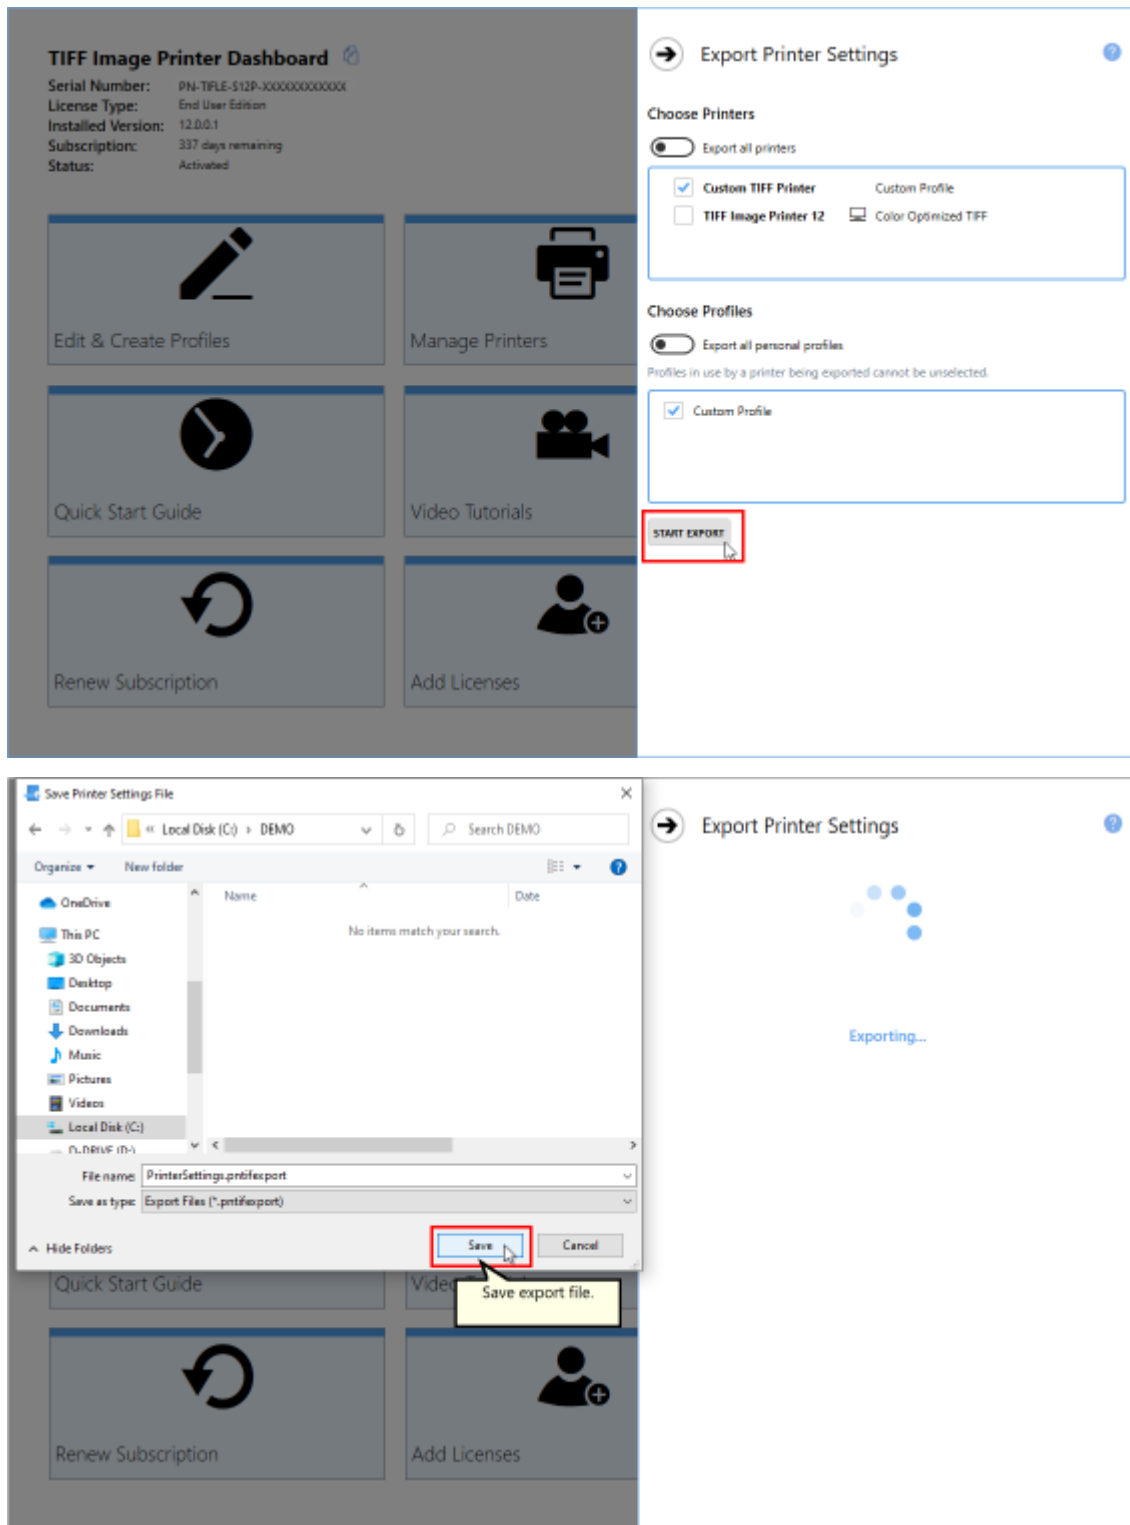 TIFF Image Printer Dashboard
Serial Number: PN-TIFLE-S12P-XXXXXXXXXXXX
License Type: End User Edition
Installed Version: 12.0.0.1
Subscription: 337 days remaining
Status: Activated
Edit & Create Profiles
Manage Printers
Quick Start Guide
Video Tutorials
Renew Subscription
Add Licenses
Export Printer Settings
?
Choose Printers
Export all printers
Custom TIFF Printer Custom Profile
TIFF Image Printer 12 Color Optimized TIFF
Choose Profiles
Export all personal profiles
Profiles in use by a printer being exported cannot be unselected.
Custom Profile
START EXPORT
Save Printer Settings File
« Local Disk (C:) › DEMO
Search DEMO
Organize
New folder
?
Name
Date
No items match your search.
OneDrive
This PC
3D Objects
Desktop
Documents
Downloads
Music
Pictures
Videos
Local Disk (C:)
D-DRIVE (D:)
File name: PrinterSettings.pntifexport
Save as type: Export Files (*.pntifexport)
Hide Folders
Save
Cancel
Save export file.
Quick Start Guide
Renew Subscription
Add Licenses
Export Printer Settings
?
Exporting...